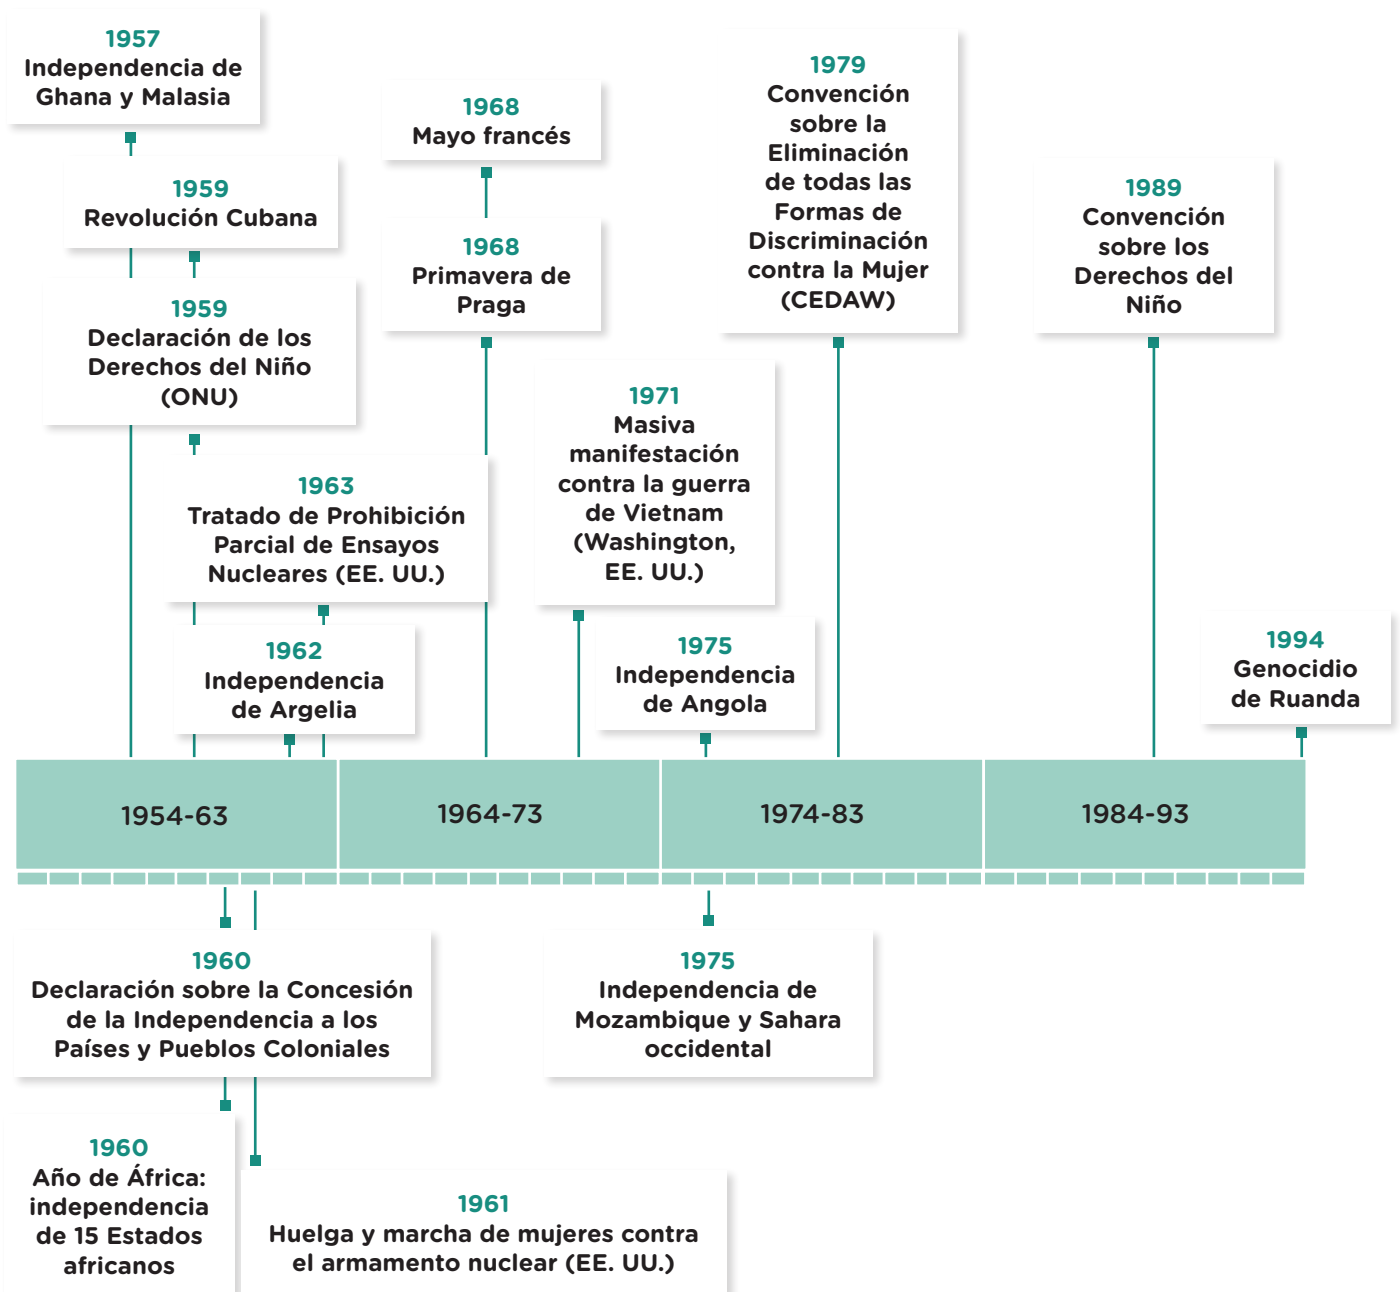 1957
Independencia de
Ghana y Malasia
1959
Revolución Cubana
1959
Declaración de los
Derechos del Niño
(ONU)
1963
Tratado de Prohibición
Parcial de Ensayos
Nucleares (EE. UU.)
1962
Independencia
de Argelia
1968
Mayo francés
1968
Primavera de
Praga
1971
Masiva
manifestación
contra la guerra
de Vietnam
(Washington,
EE. UU.)
1975
Independencia
de Angola
1979
Convención
sobre la
Eliminación
de todas las
Formas de
Discriminación
contra la Mujer
(CEDAW)
1989
Convención
sobre los
Derechos del
Niño
1994
Genocidio
de Ruanda
1954-63
1964-73
1974-83
1984-93
1960
Declaración sobre la Concesión
de la Independencia a los
Países y Pueblos Coloniales
1960
Año de África:
independencia
de 15 Estados
africanos
1961
Huelga y marcha de mujeres contra
el armamento nuclear (EE. UU.)
1975
Independencia de
Mozambique y Sahara
occidental